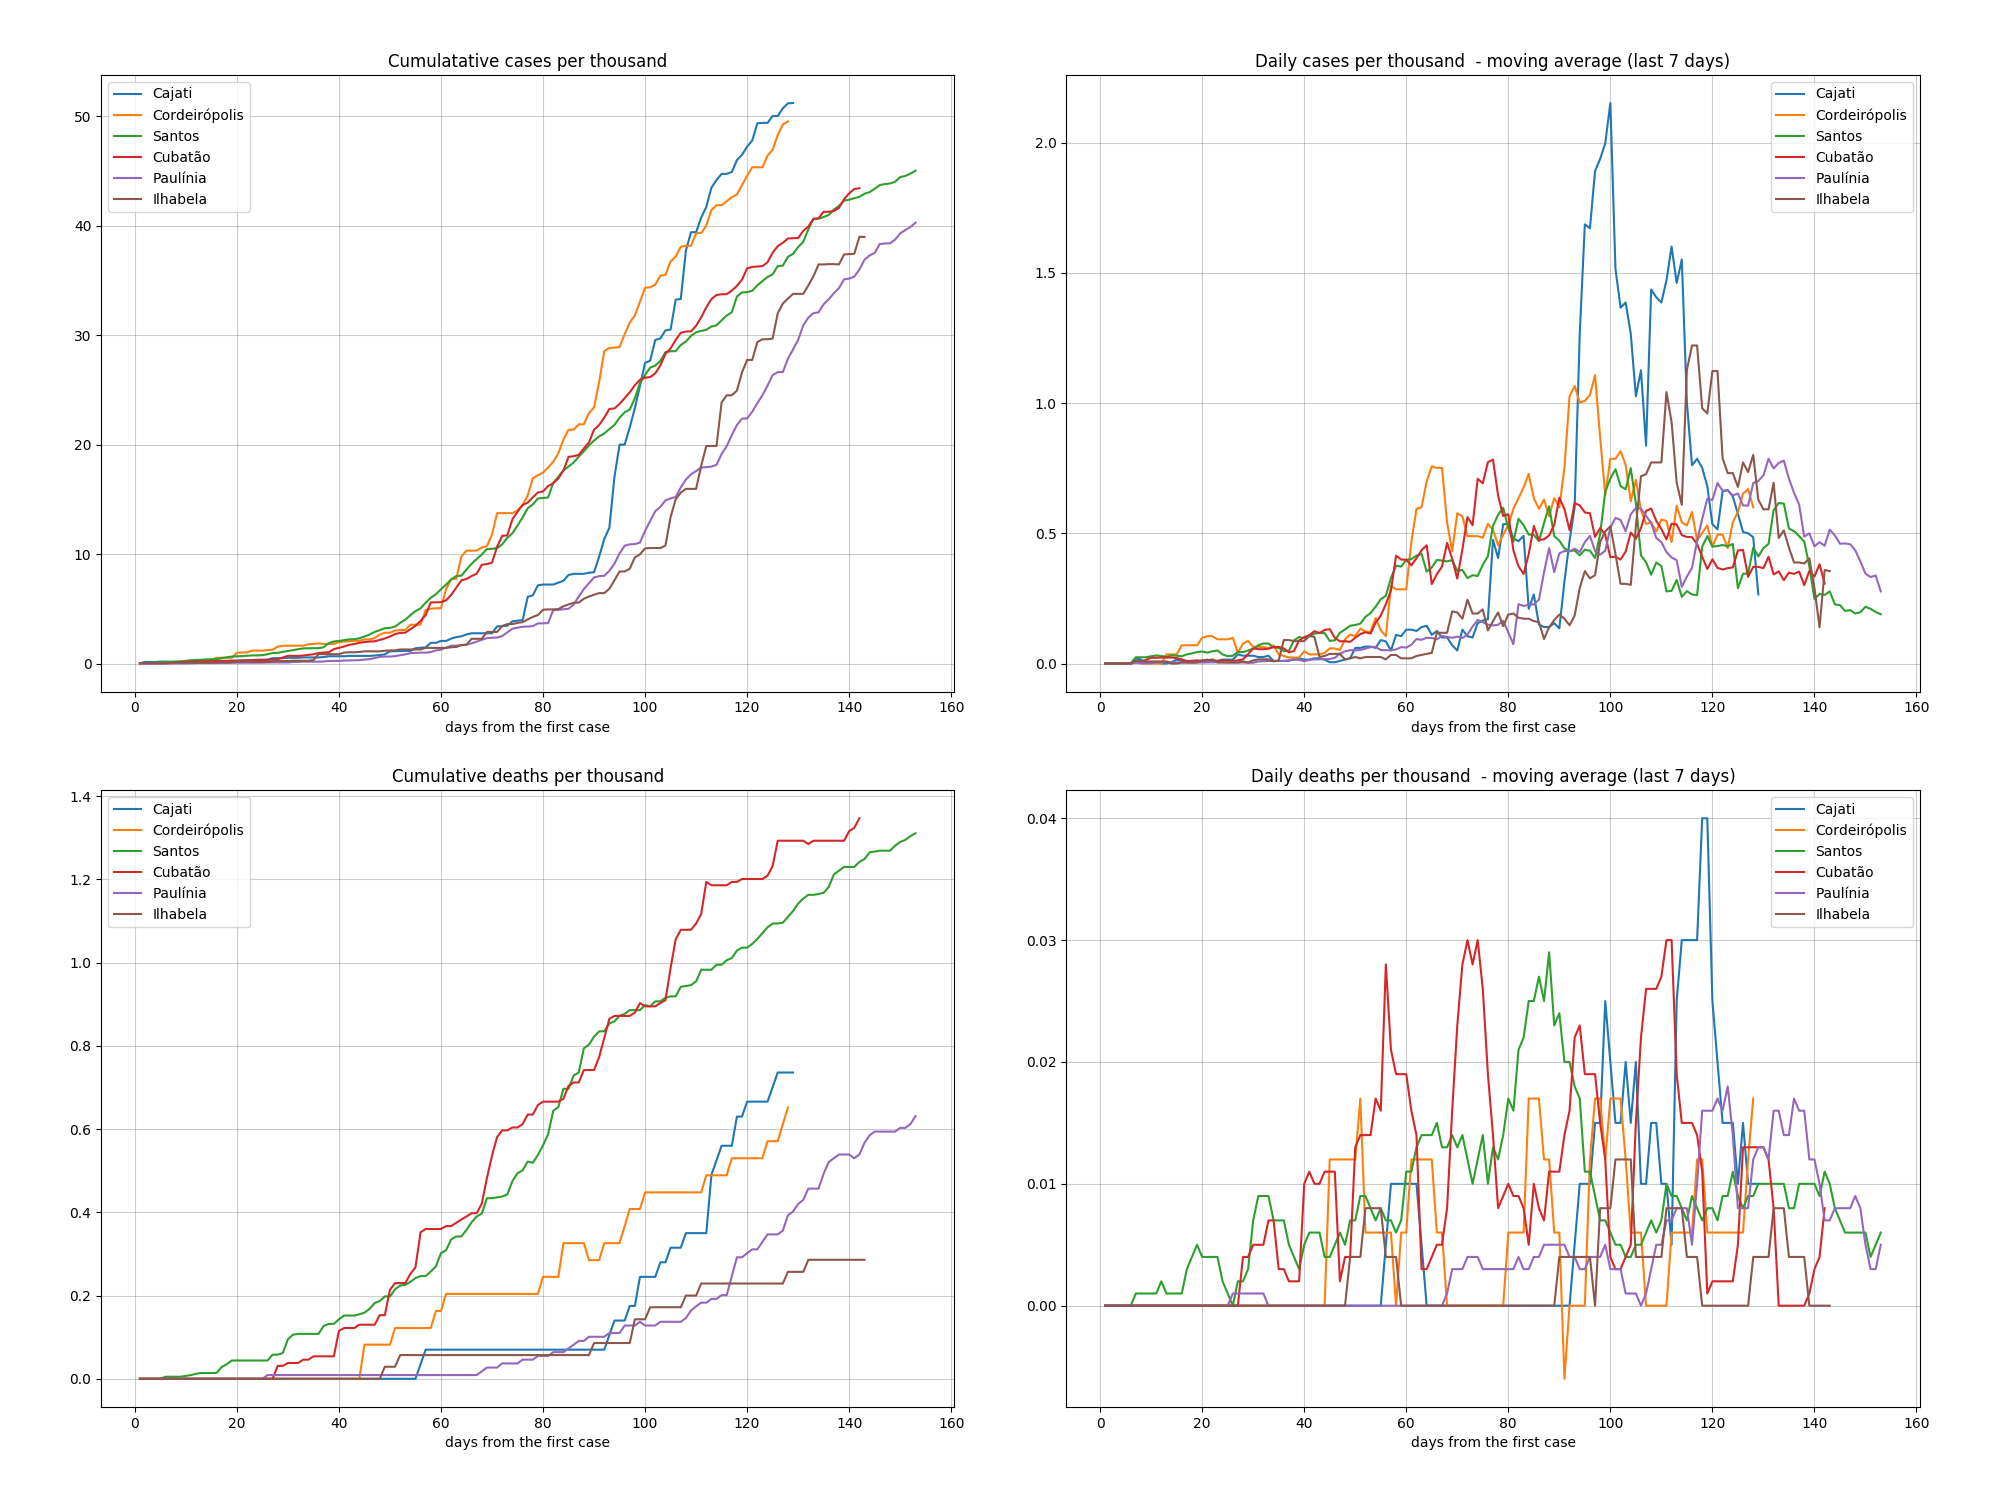 Cumulatative cases per thousand
Cajati
Cordeirópolis
Santos
Cubatão
Paulínia
Ilhabela
50
40
30
20
10
0
0 20 40 60 80 100 120 140 160
days from the first case
Daily cases per thousand  - moving average (last 7 days)
Cajati
Cordeirópolis
Santos
Cubatão
Paulínia
Ilhabela
2.0
1.5
1.0
0.5
0.0
0 20 40 60 80 100 120 140 160
days from the first case
Cumulative deaths per thousand
Cajati
Cordeirópolis
Santos
Cubatão
Paulínia
Ilhabela
1.4
1.2
1.0
0.8
0.6
0.4
0.2
0.0
0 20 40 60 80 100 120 140 160
days from the first case
Daily deaths per thousand  - moving average (last 7 days)
Cajati
Cordeirópolis
Santos
Cubatão
Paulínia
Ilhabela
0.04
0.03
0.02
0.01
0.00
0 20 40 60 80 100 120 140 160
days from the first case